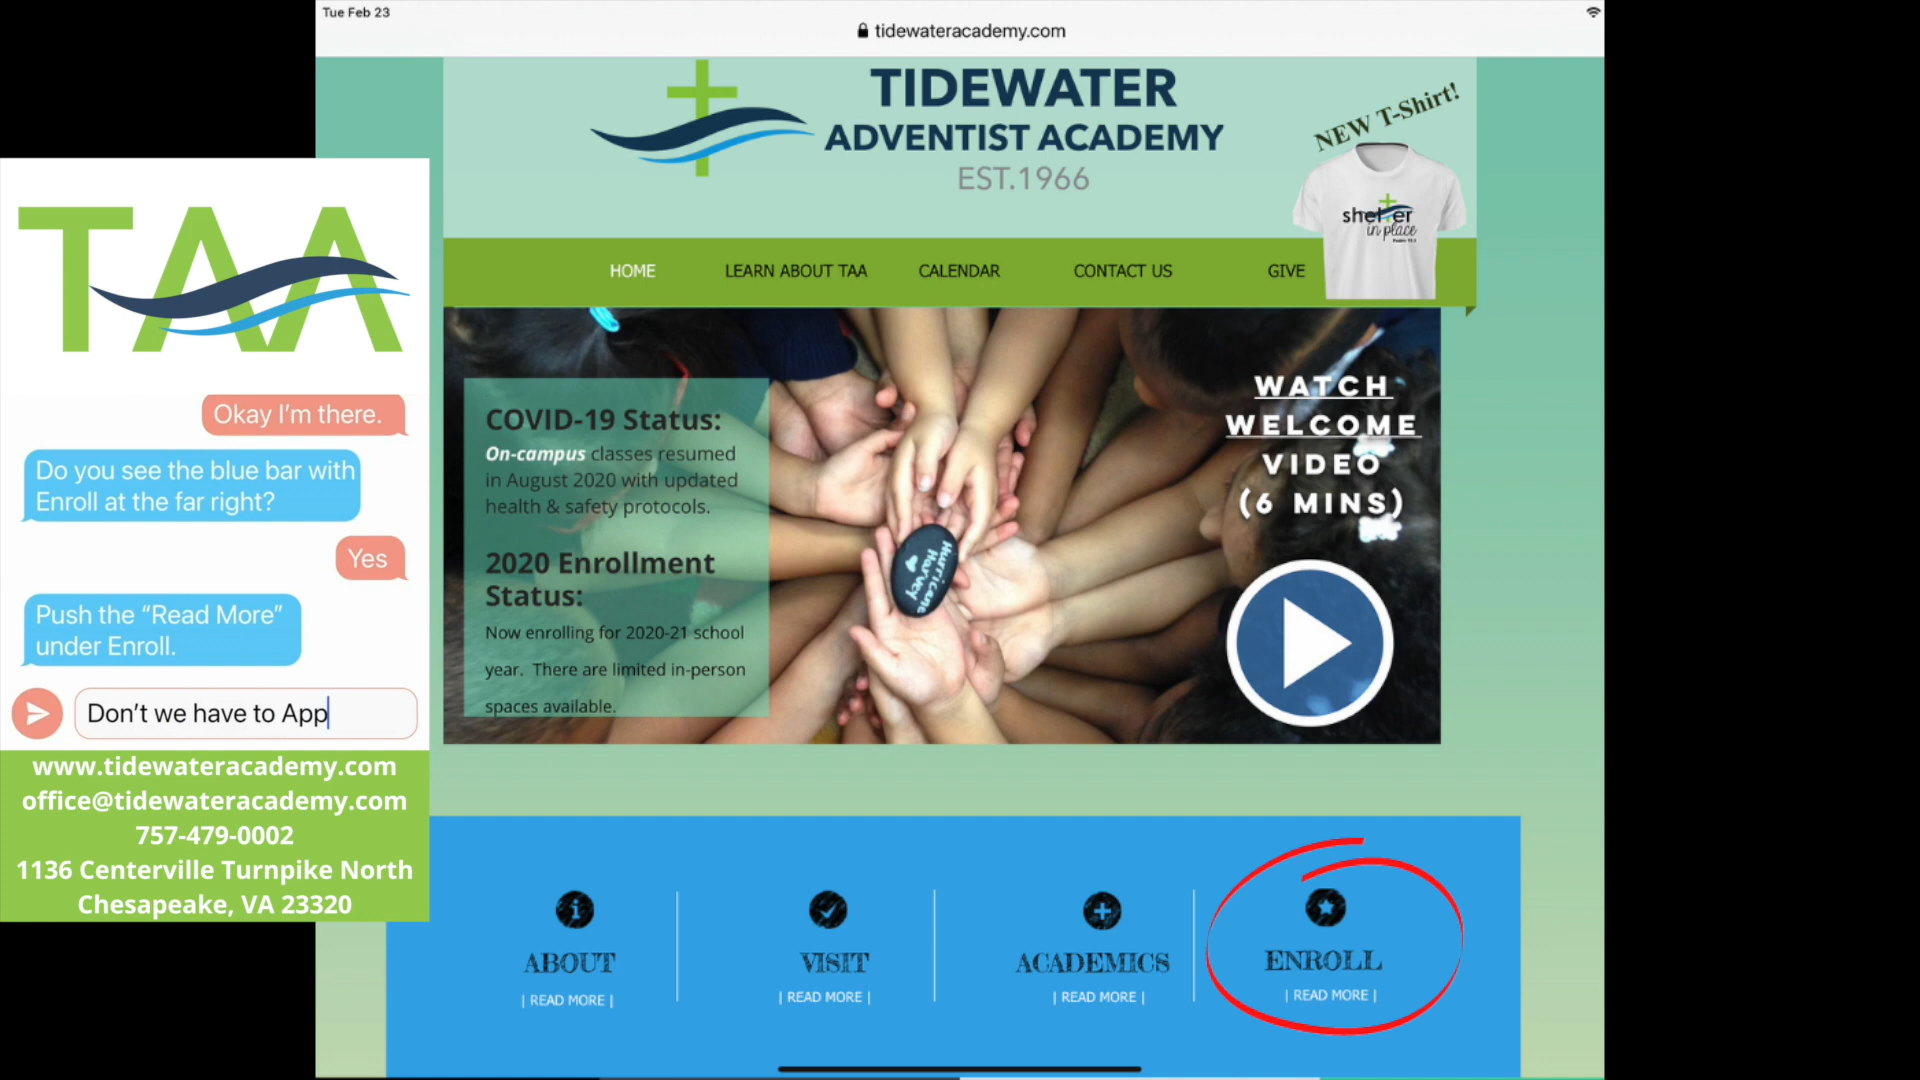 Tue Feb 23
tidewateracademy.com
TIDEWATER
ADVENTIST ACADEMY
EST.1966
NEW T-Shirt!
shelter
in place
HOME
LEARN ABOUT TAA
CALENDAR
CONTACT US
GIVE
TAA
Okay I’m there.
Do you see the blue bar with
Enroll at the far right?
Yes
Push the “Read More”
under Enroll.
Don’t we have to App
www.tidewateracademy.com
office@tidewateracademy.com
757-479-0002
1136 Centerville Turnpike North
Chesapeake, VA 23320
COVID-19 Status:
On-campus classes resumed
in August 2020 with updated
health & safety protocols.
2020 Enrollment
Status:
Now enrolling for 2020-21 school
year. There are limited in-person
spaces available.
Hurricane
Harvey
WATCH
WELCOME
VIDEO
(6 MINS)
ABOUT
| READ MORE |
VISIT
| READ MORE |
ACADEMICS
| READ MORE |
ENROLL
| READ MORE |